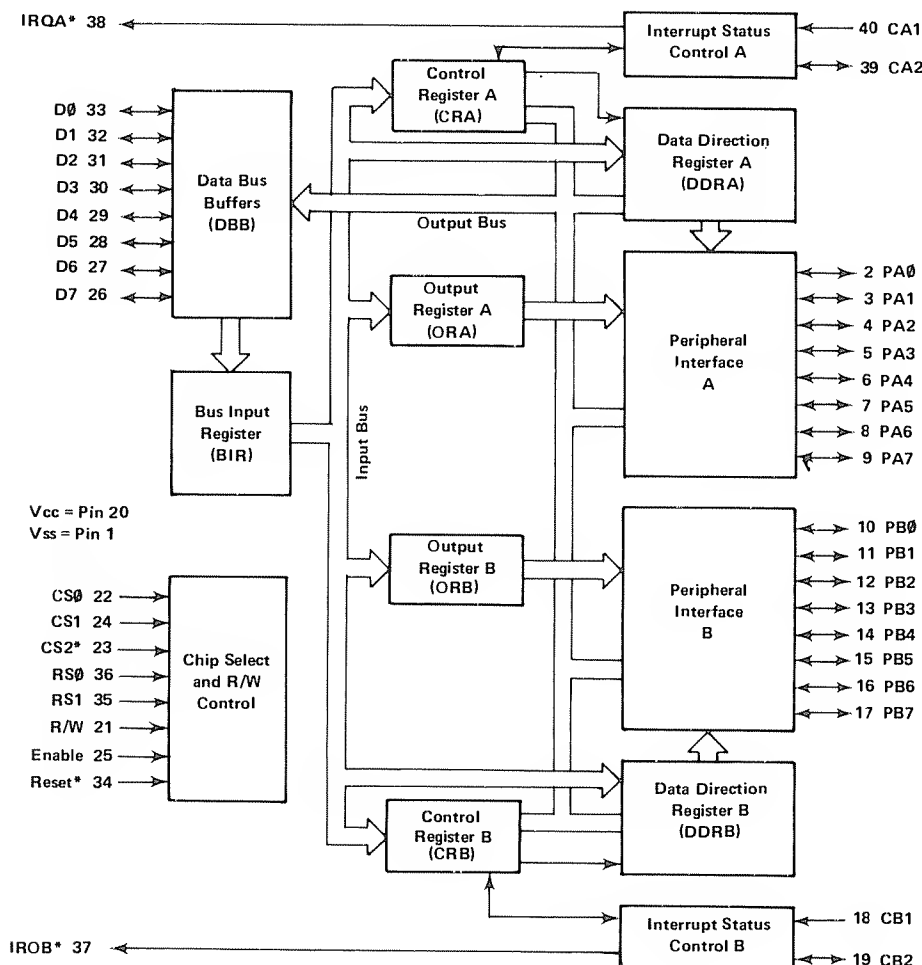 IRQA* 38
Interrupt Status
Control A
40 CA1
39 CA2
Control
Register A
(CRA)
DØ 33
D1 32
D2 31
D3 30
D4 29
D5 28
D6 27
D7 26
Data Bus
Buffers
(DBB)
Data Direction
Register A
(DDRA)
Output Bus
Output
Register A
(ORA)
Peripheral
Interface
A
2 PAØ
3 PA1
4 PA2
5 PA3
6 PA4
7 PA5
8 PA6
9 PA7
Bus Input
Register
(BIR)
Input Bus
Vcc = Pin 20
Vss = Pin 1
Output
Register B
(ORB)
Peripheral
Interface
B
10 PBØ
11 PB1
12 PB2
13 PB3
14 PB4
15 PB5
16 PB6
17 PB7
CSØ 22
CS1 24
CS2* 23
RSØ 36
RS1 35
R/W 21
Enable 25
Reset* 34
Chip Select
and R/W
Control
Control
Register B
(CRB)
Data Direction
Register B
(DDRB)
Interrupt Status
Control B
18 CB1
19 CB2
IROB* 37